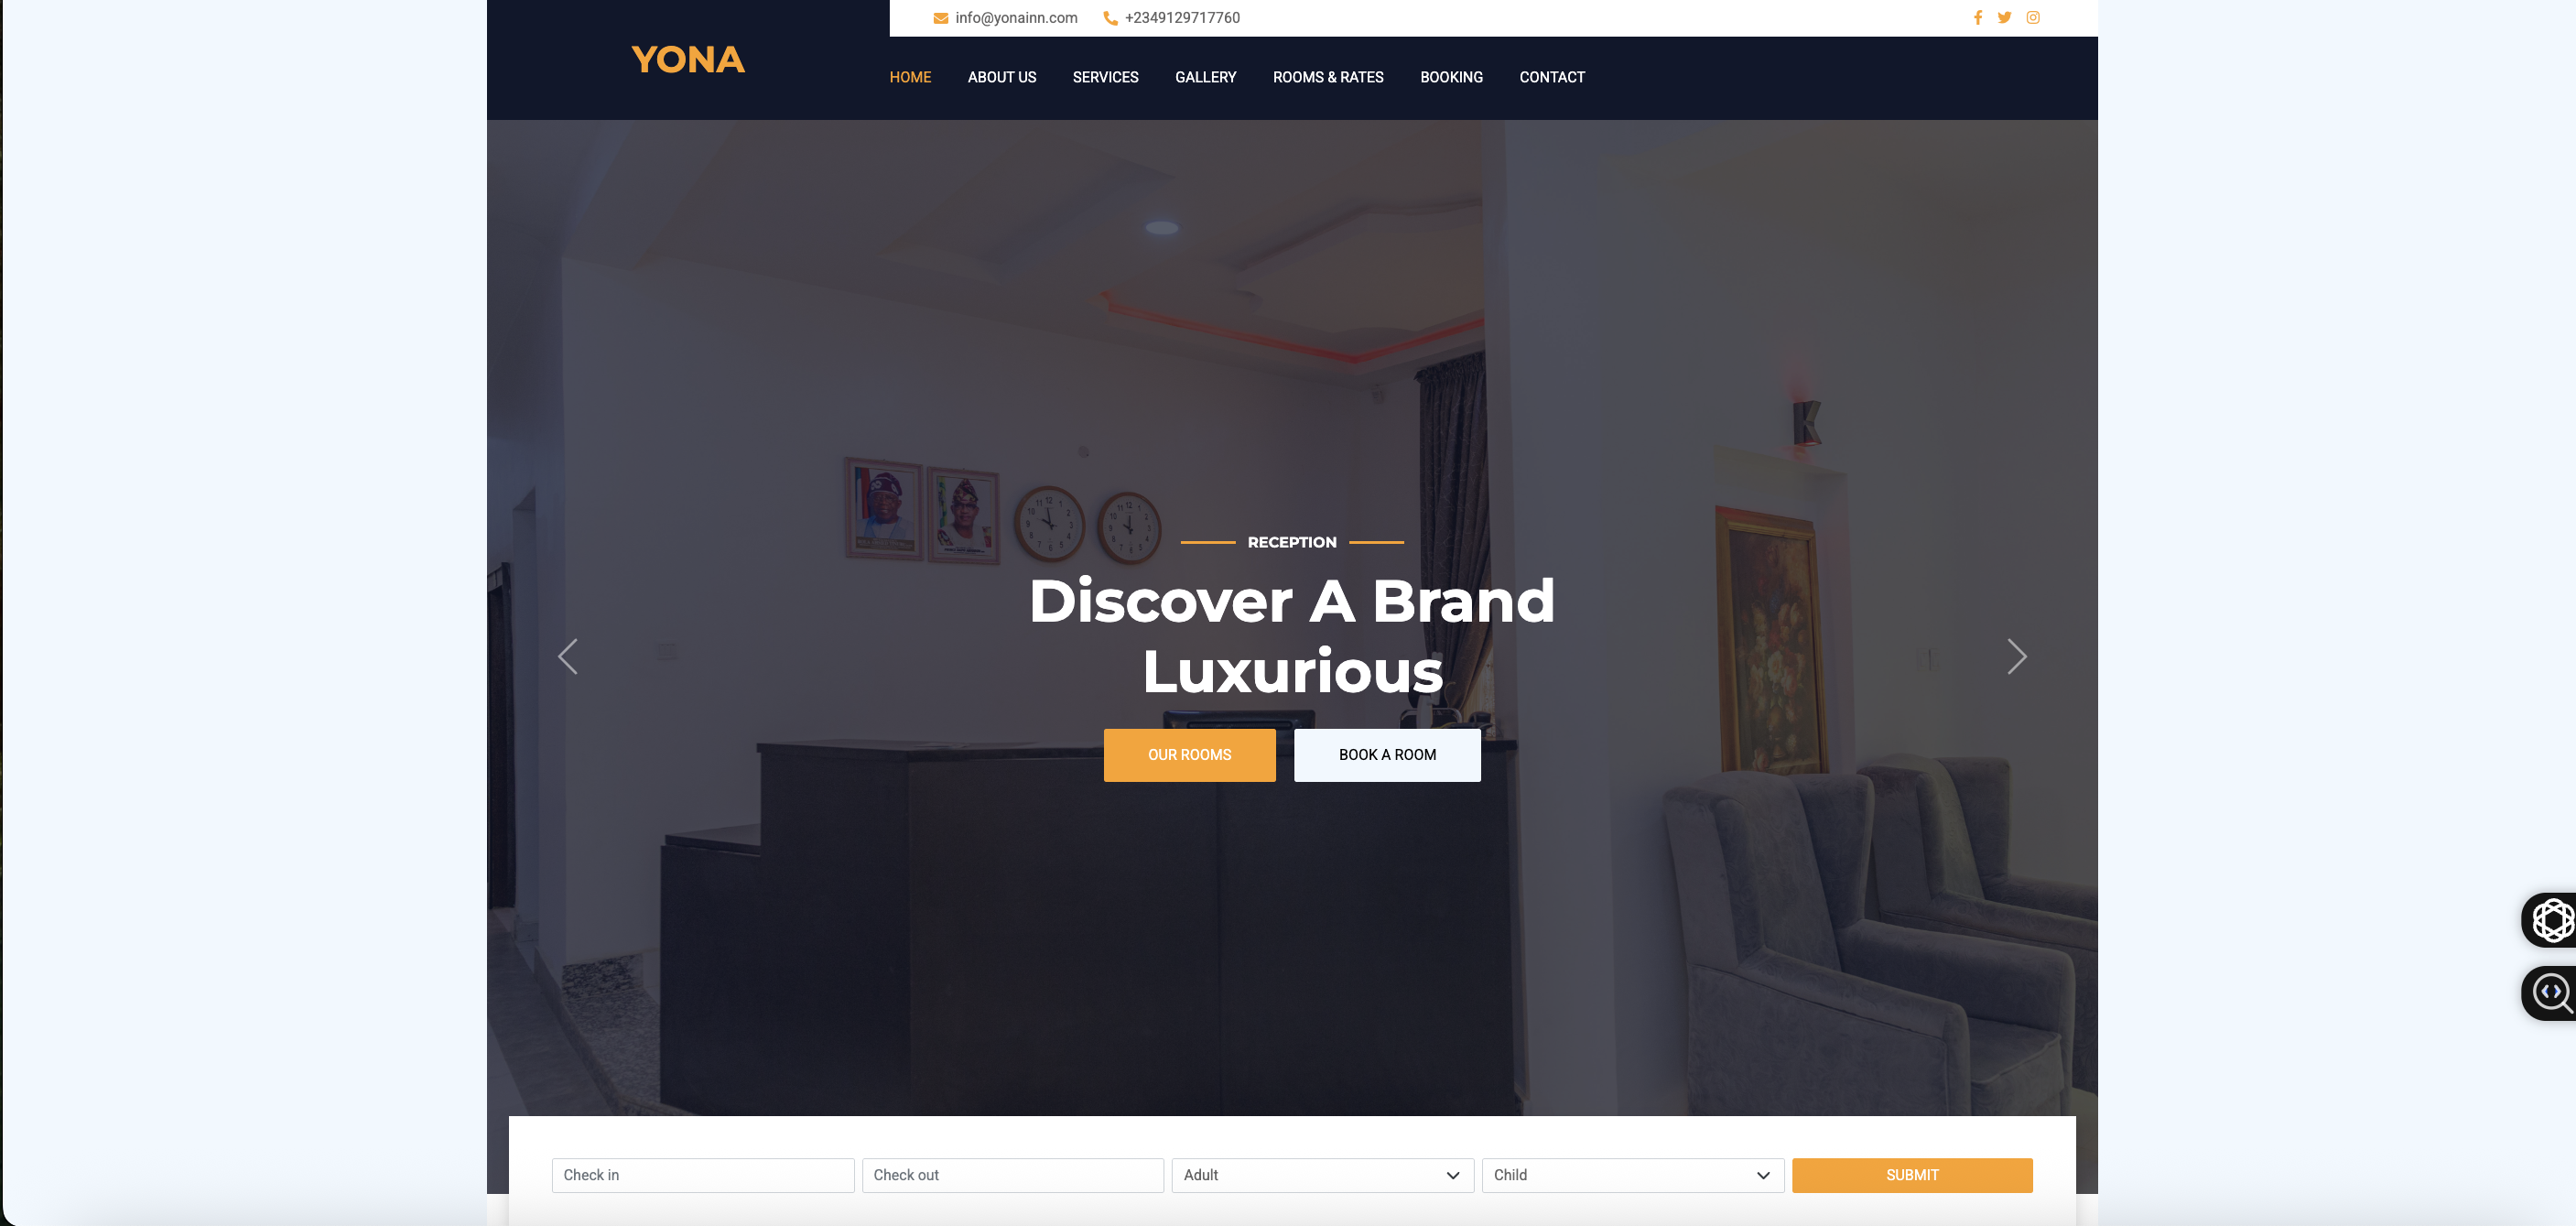 info@yonainn.com +2349129717760
YONA
HOME ABOUT US SERVICES GALLERY ROOMS & RATES BOOKING CONTACT
RECEPTION
Discover A Brand
Luxurious
OUR ROOMS BOOK A ROOM
Check in Check out Adult Child SUBMIT